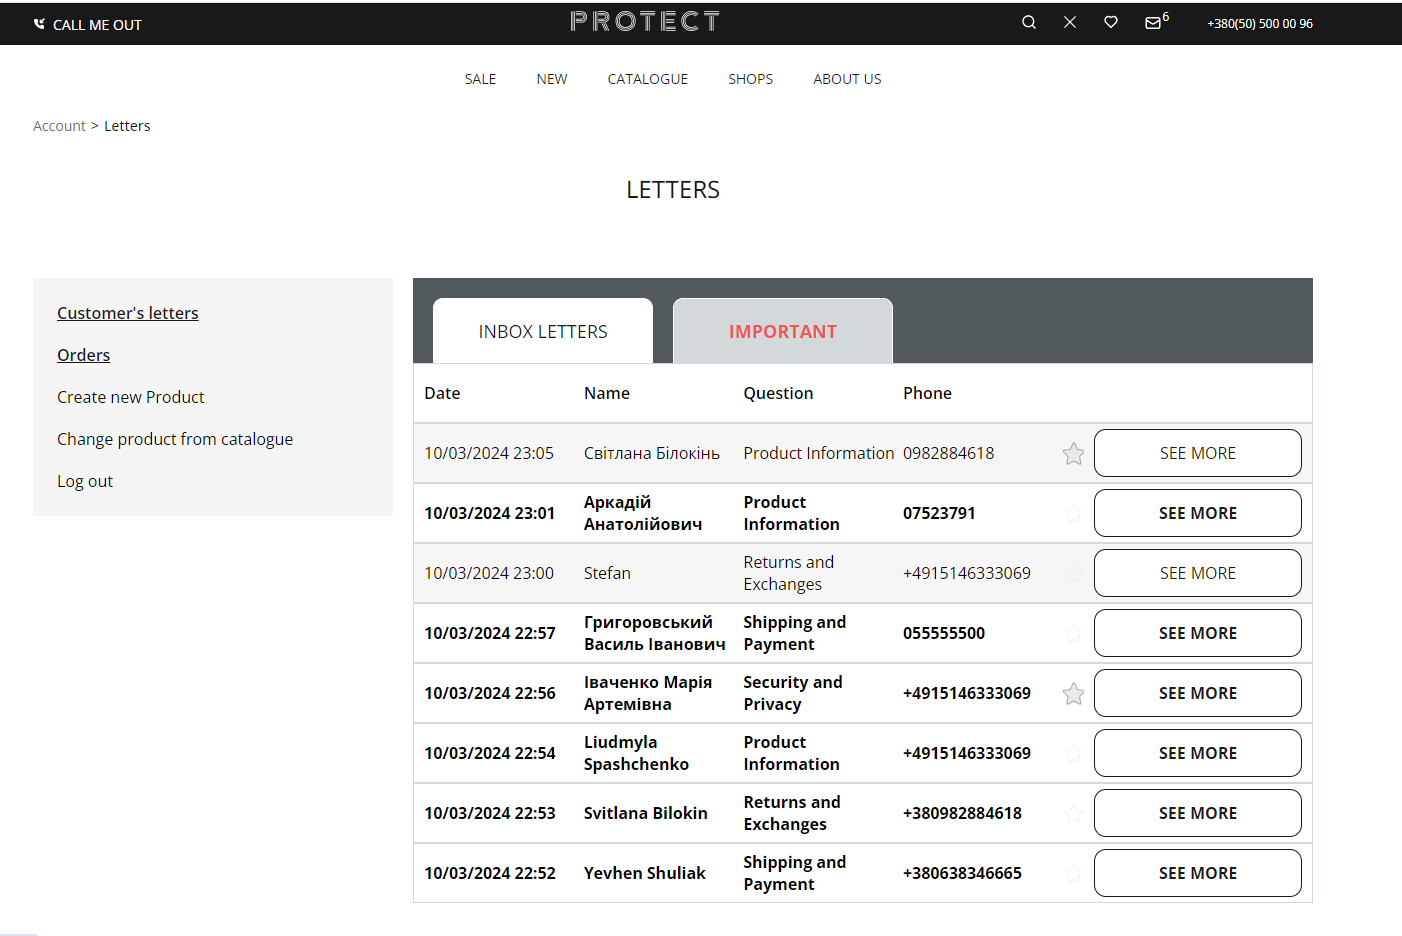 CALL ME OUT
PROTECT
6
+380(50) 500 00 96
SALE
NEW
CATALOGUE
SHOPS
ABOUT US
Account > Letters
LETTERS
Customer's letters
Orders
Create new Product
Change product from catalogue
Log out
INBOX LETTERS
IMPORTANT
Date
Name
Question
Phone
10/03/2024 23:05
Світлана Білокінь
Product Information
0982884618
SEE MORE
10/03/2024 23:01
Аркадій
Анатолійович
Product
Information
07523791
SEE MORE
10/03/2024 23:00
Stefan
Returns and
Exchanges
+4915146333069
SEE MORE
10/03/2024 22:57
Григоровський
Василь Іванович
Shipping and
Payment
055555500
SEE MORE
10/03/2024 22:56
Іваченко Марія
Артемівна
Security and
Privacy
+4915146333069
SEE MORE
10/03/2024 22:54
Liudmyla
Spashchenko
Product
Information
+4915146333069
SEE MORE
10/03/2024 22:53
Svitlana Bilokin
Returns and
Exchanges
+380982884618
SEE MORE
10/03/2024 22:52
Yevhen Shuliak
Shipping and
Payment
+380638346665
SEE MORE